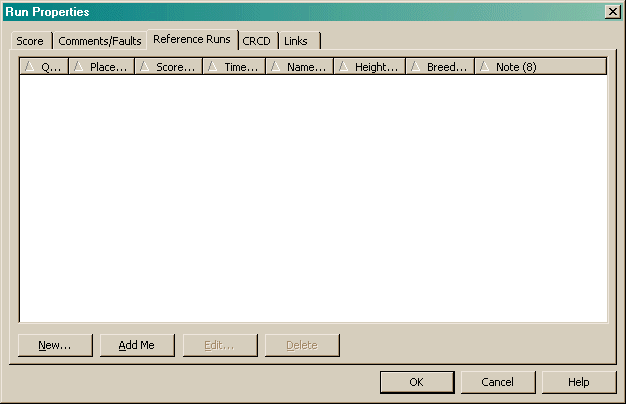 Run Properties
Score Comments/Faults Reference Runs CRCD Links
Q... Place... Score... Time... Name... Height... Breed... Note (8)
New... Add Me Edit... Delete
OK Cancel Help